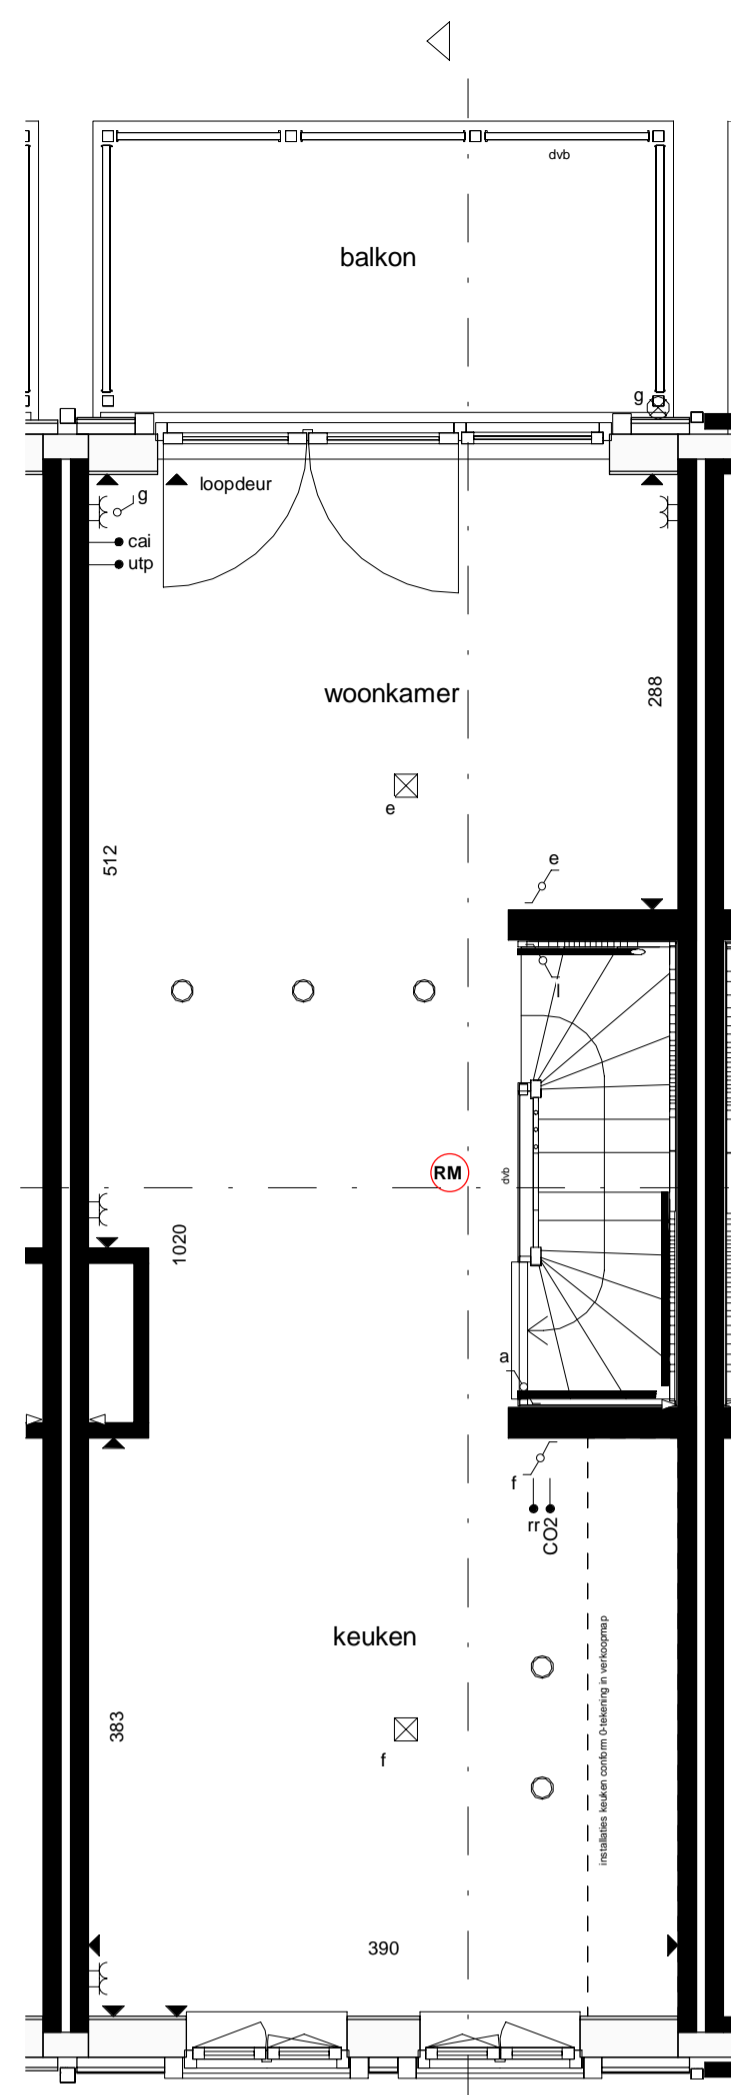 dvb
balkon
g
loopdeur
g
cai
utp
woonkamer
288
e
512
e
l
RM
dvb
1020
a
f
rr
CO2
keuken
installaties keuken conform 0-tekening in verkoopmap
383
f
390